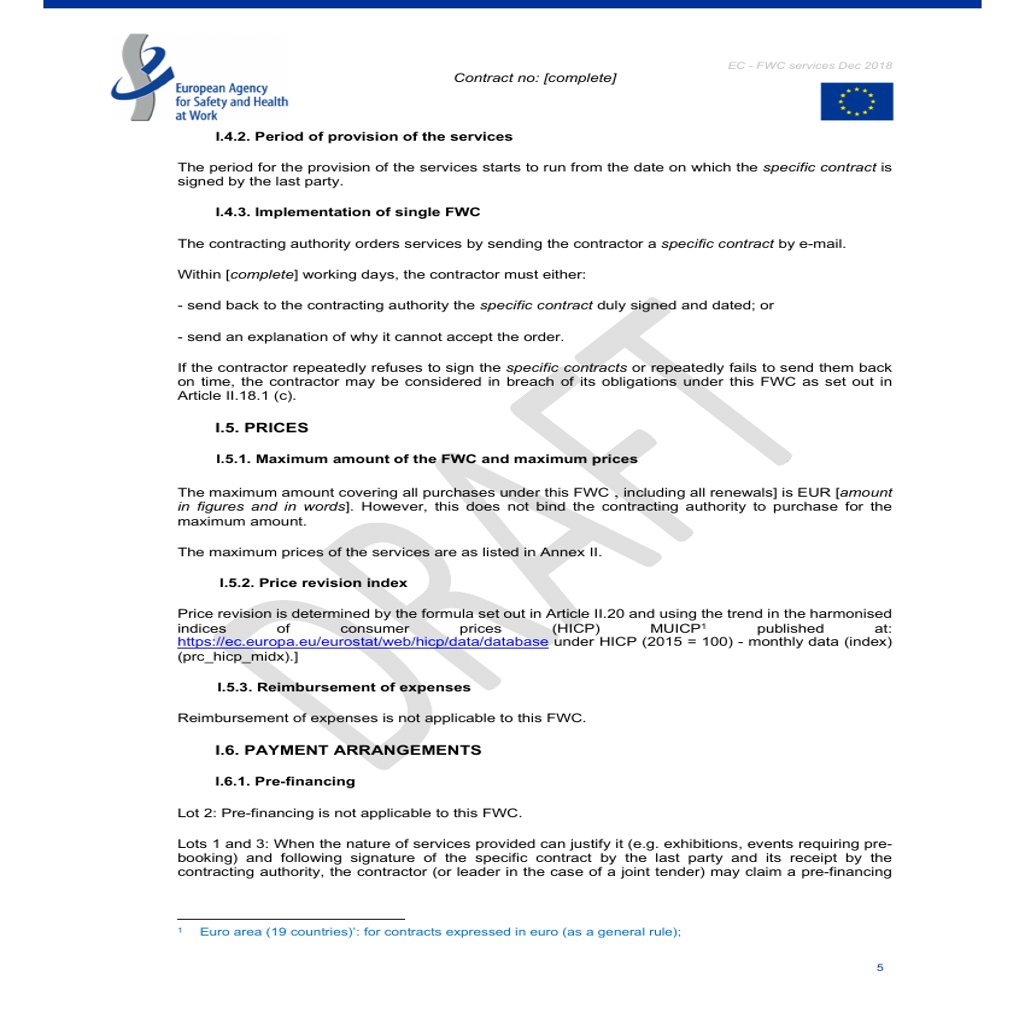 EC - FWC services Dec 2018
Contract no: [complete]
European Agency
for Safety and Health
at Work
I.4.2. Period of provision of the services
The period for the provision of the services starts to run from the date on which the specific contract is
signed by the last party.
I.4.3. Implementation of single FWC
The contracting authority orders services by sending the contractor a specific contract by e-mail.
Within [complete] working days, the contractor must either:
- send back to the contracting authority the specific contract duly signed and dated; or
- send an explanation of why it cannot accept the order.
If the contractor repeatedly refuses to sign the specific contracts or repeatedly fails to send them back
on time, the contractor may be considered in breach of its obligations under this FWC as set out in
Article II.18.1 (c).
I.5. PRICES
I.5.1. Maximum amount of the FWC and maximum prices
The maximum amount covering all purchases under this FWC , including all renewals] is EUR [amount
in figures and in words]. However, this does not bind the contracting authority to purchase for the
maximum amount.
The maximum prices of the services are as listed in Annex II.
I.5.2. Price revision index
Price revision is determined by the formula set out in Article II.20 and using the trend in the harmonised
indices of consumer prices (HICP) MUICP¹ published at:
https://ec.europa.eu/eurostat/web/hicp/data/database under HICP (2015 = 100) - monthly data (index)
(prc_hicp_midx).]
I.5.3. Reimbursement of expenses
Reimbursement of expenses is not applicable to this FWC.
I.6. PAYMENT ARRANGEMENTS
I.6.1. Pre-financing
Lot 2: Pre-financing is not applicable to this FWC.
Lots 1 and 3: When the nature of services provided can justify it (e.g. exhibitions, events requiring pre-
booking) and following signature of the specific contract by the last party and its receipt by the
contracting authority, the contractor (or leader in the case of a joint tender) may claim a pre-financing
¹ Euro area (19 countries)’: for contracts expressed in euro (as a general rule);
5
DRAFT